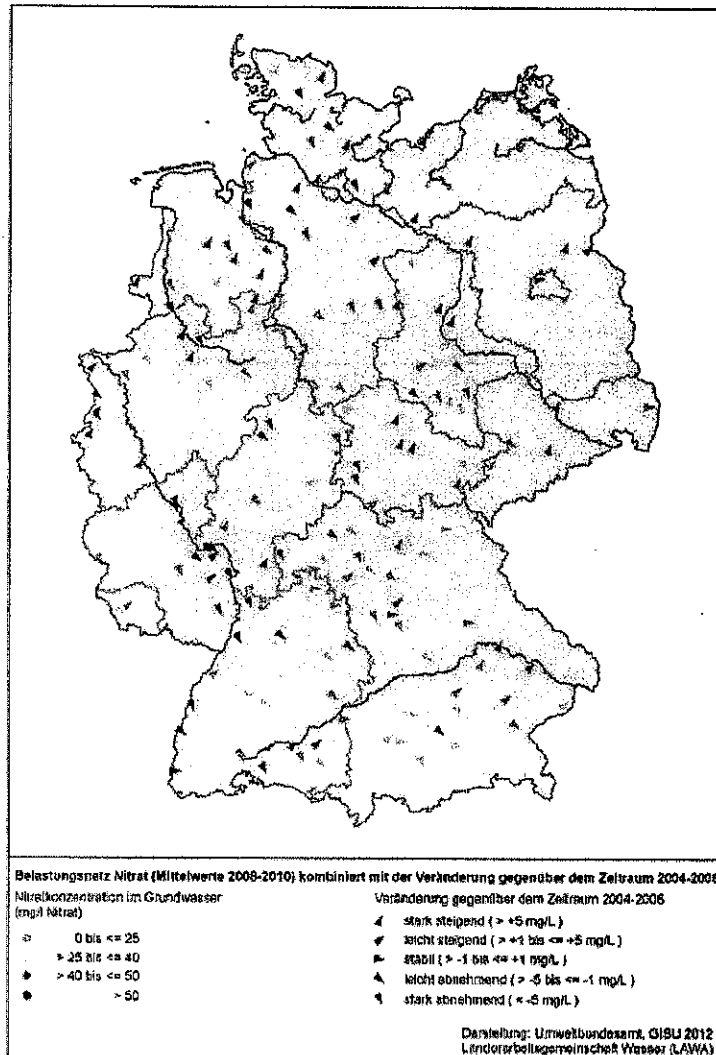 Belastungsnetz Nitrat (Mittelwerte 2008-2010) kombiniert mit der Veränderung gegenüber dem Zeitraum 2004-2006
Nitratkonzentration im Grundwasser
(mg/l Nitrat)
0 bis <= 25
> 25 bis <= 40
> 40 bis <= 50
> 50
Veränderung gegenüber dem Zeitraum 2004-2006
stark steigend ( > +5 mg/L )
leicht steigend ( > +1 bis <= +5 mg/L )
stabil ( > -1 bis <= +1 mg/L )
leicht abnehmend ( > -5 bis <= -1 mg/L )
stark abnehmend ( < -5 mg/L )
Darstellung: Umweltbundesamt, GISU 2012
Länderarbeitsgemeinschaft Wasser (LAWA)